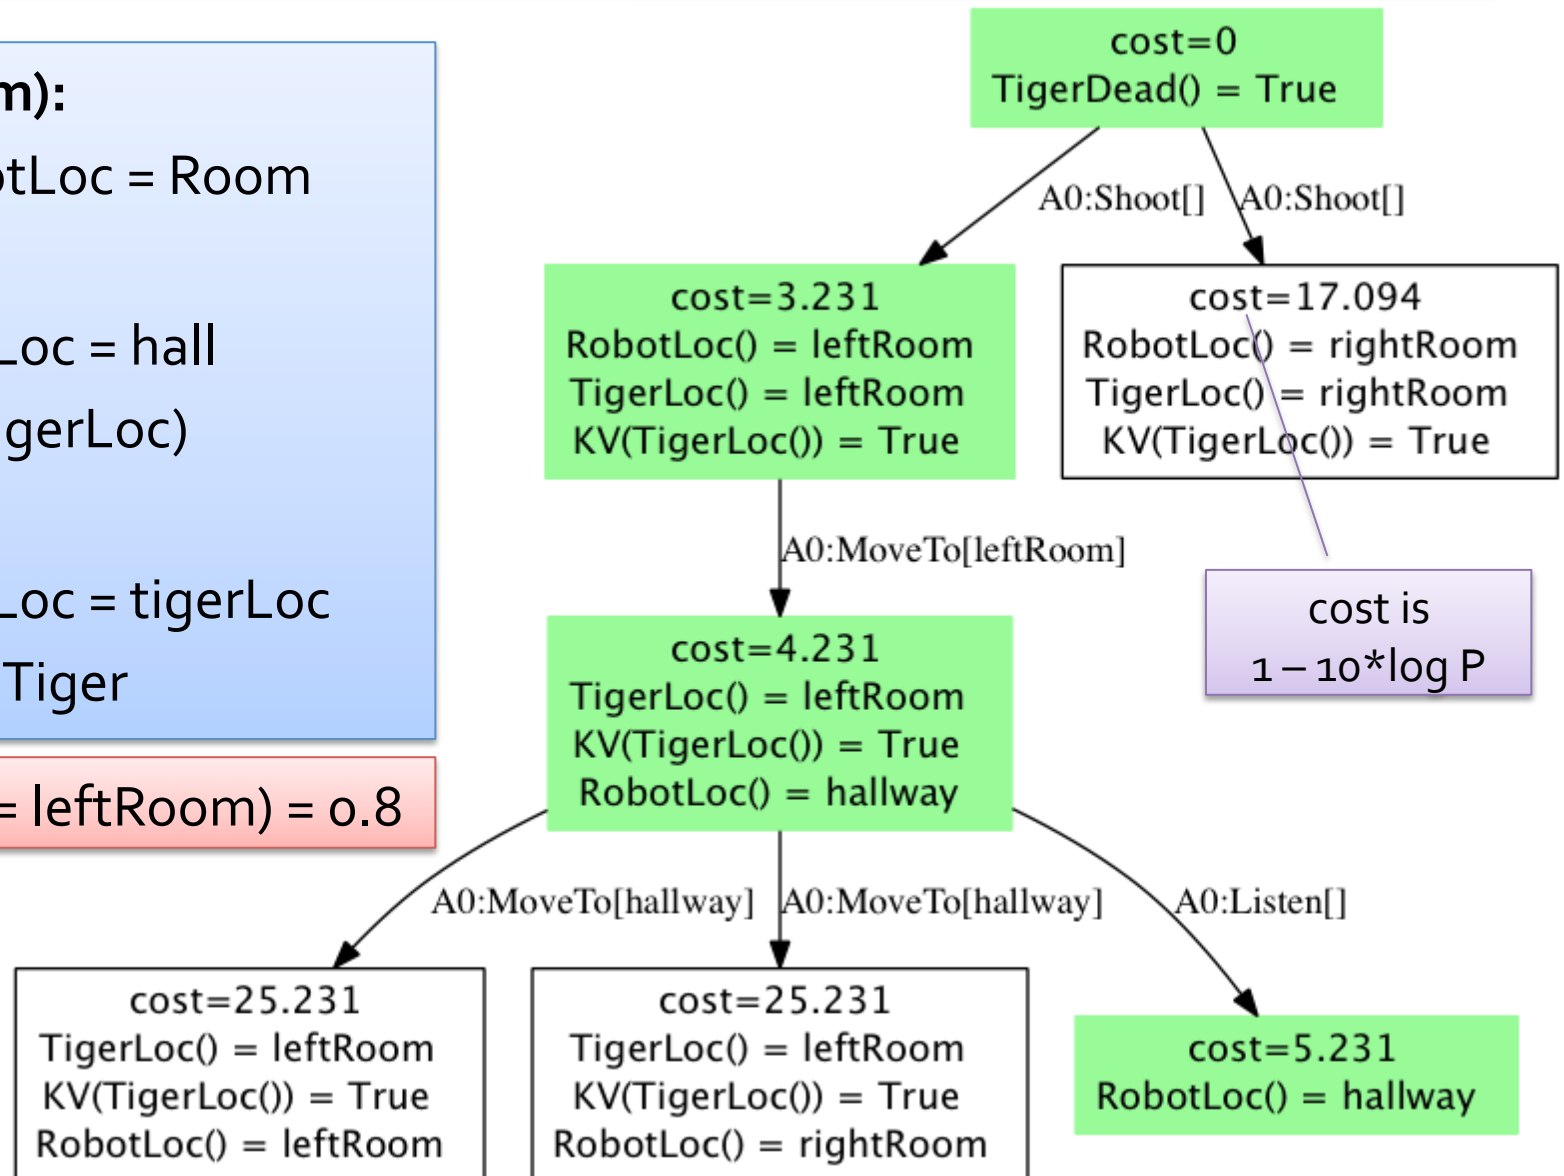 m):
otLoc = Room
Loc = hall
igerLoc)
Loc = tigerLoc
Tiger
= leftRoom) = 0.8
cost=0
TigerDead() = True
A0:Shoot[]
A0:Shoot[]
cost=3.231
RobotLoc() = leftRoom
TigerLoc() = leftRoom
KV(TigerLoc()) = True
cost=17.094
RobotLoc() = rightRoom
TigerLoc() = rightRoom
KV(TigerLoc()) = True
A0:MoveTo[leftRoom]
cost is
1 – 10*log P
cost=4.231
TigerLoc() = leftRoom
KV(TigerLoc()) = True
RobotLoc() = hallway
A0:MoveTo[hallway]
A0:MoveTo[hallway]
A0:Listen[]
cost=25.231
TigerLoc() = leftRoom
KV(TigerLoc()) = True
RobotLoc() = leftRoom
cost=25.231
TigerLoc() = leftRoom
KV(TigerLoc()) = True
RobotLoc() = rightRoom
cost=5.231
RobotLoc() = hallway